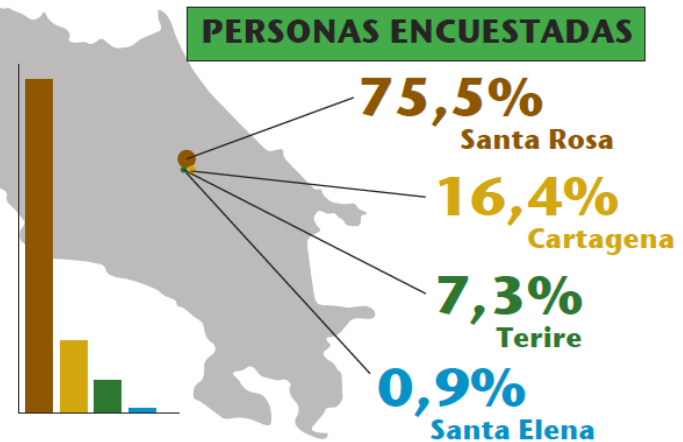 PERSONAS ENCUESTADAS
75,5%
Santa Rosa
16,4%
Cartagena
7,3%
Terire
0,9%
Santa Elena